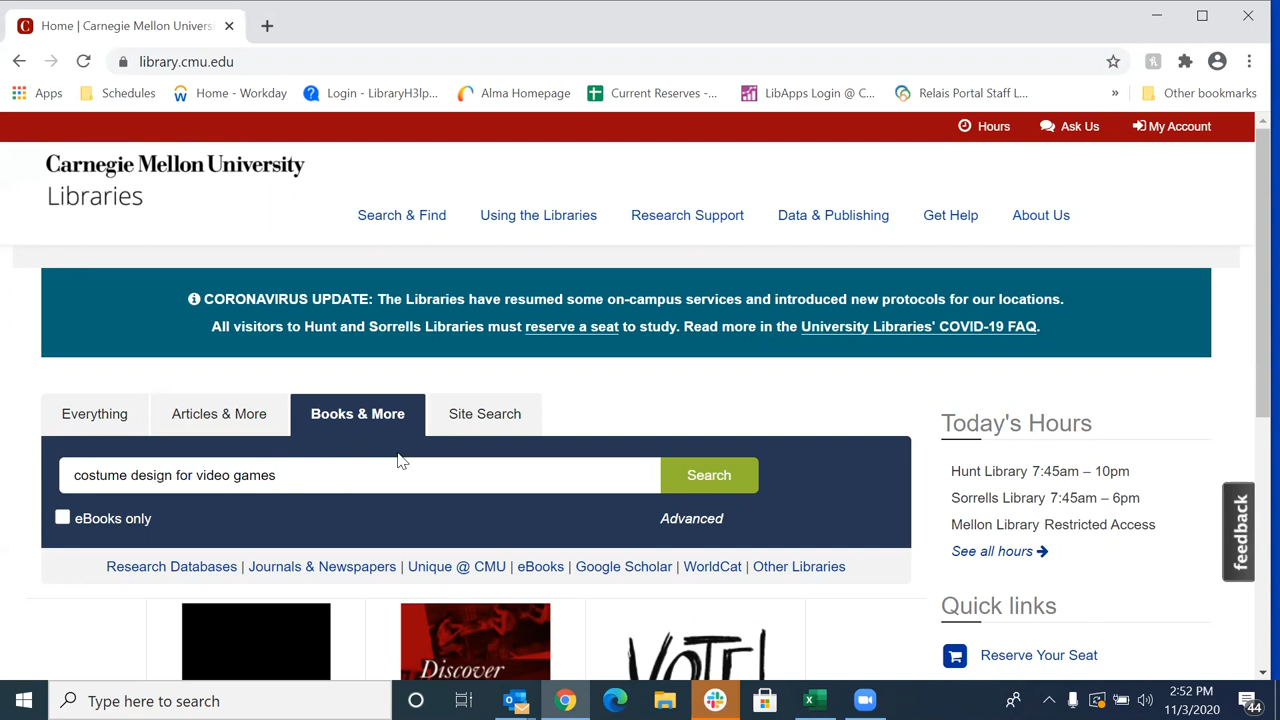 Home | Carnegie Mellon Universi
library.cmu.edu
Apps Schedules Home - Workday Login - LibraryH3lp... Alma Homepage Current Reserves -... LibApps Login @ C... Relais Portal Staff L... » Other bookmarks
Hours Ask Us My Account
Carnegie Mellon University
Libraries
Search & Find Using the Libraries Research Support Data & Publishing Get Help About Us
CORONAVIRUS UPDATE: The Libraries have resumed some on-campus services and introduced new protocols for our locations.
All visitors to Hunt and Sorrells Libraries must reserve a seat to study. Read more in the University Libraries' COVID-19 FAQ.
Everything Articles & More Books & More Site Search
costume design for video games Search
eBooks only Advanced
Research Databases | Journals & Newspapers | Unique @ CMU | eBooks | Google Scholar | WorldCat | Other Libraries
Today's Hours
Hunt Library 7:45am – 10pm
Sorrells Library 7:45am – 6pm
Mellon Library Restricted Access
See all hours
feedback
Quick links
Reserve Your Seat
Discover
VOTE!
Type here to search
2:52 PM
11/3/2020
44